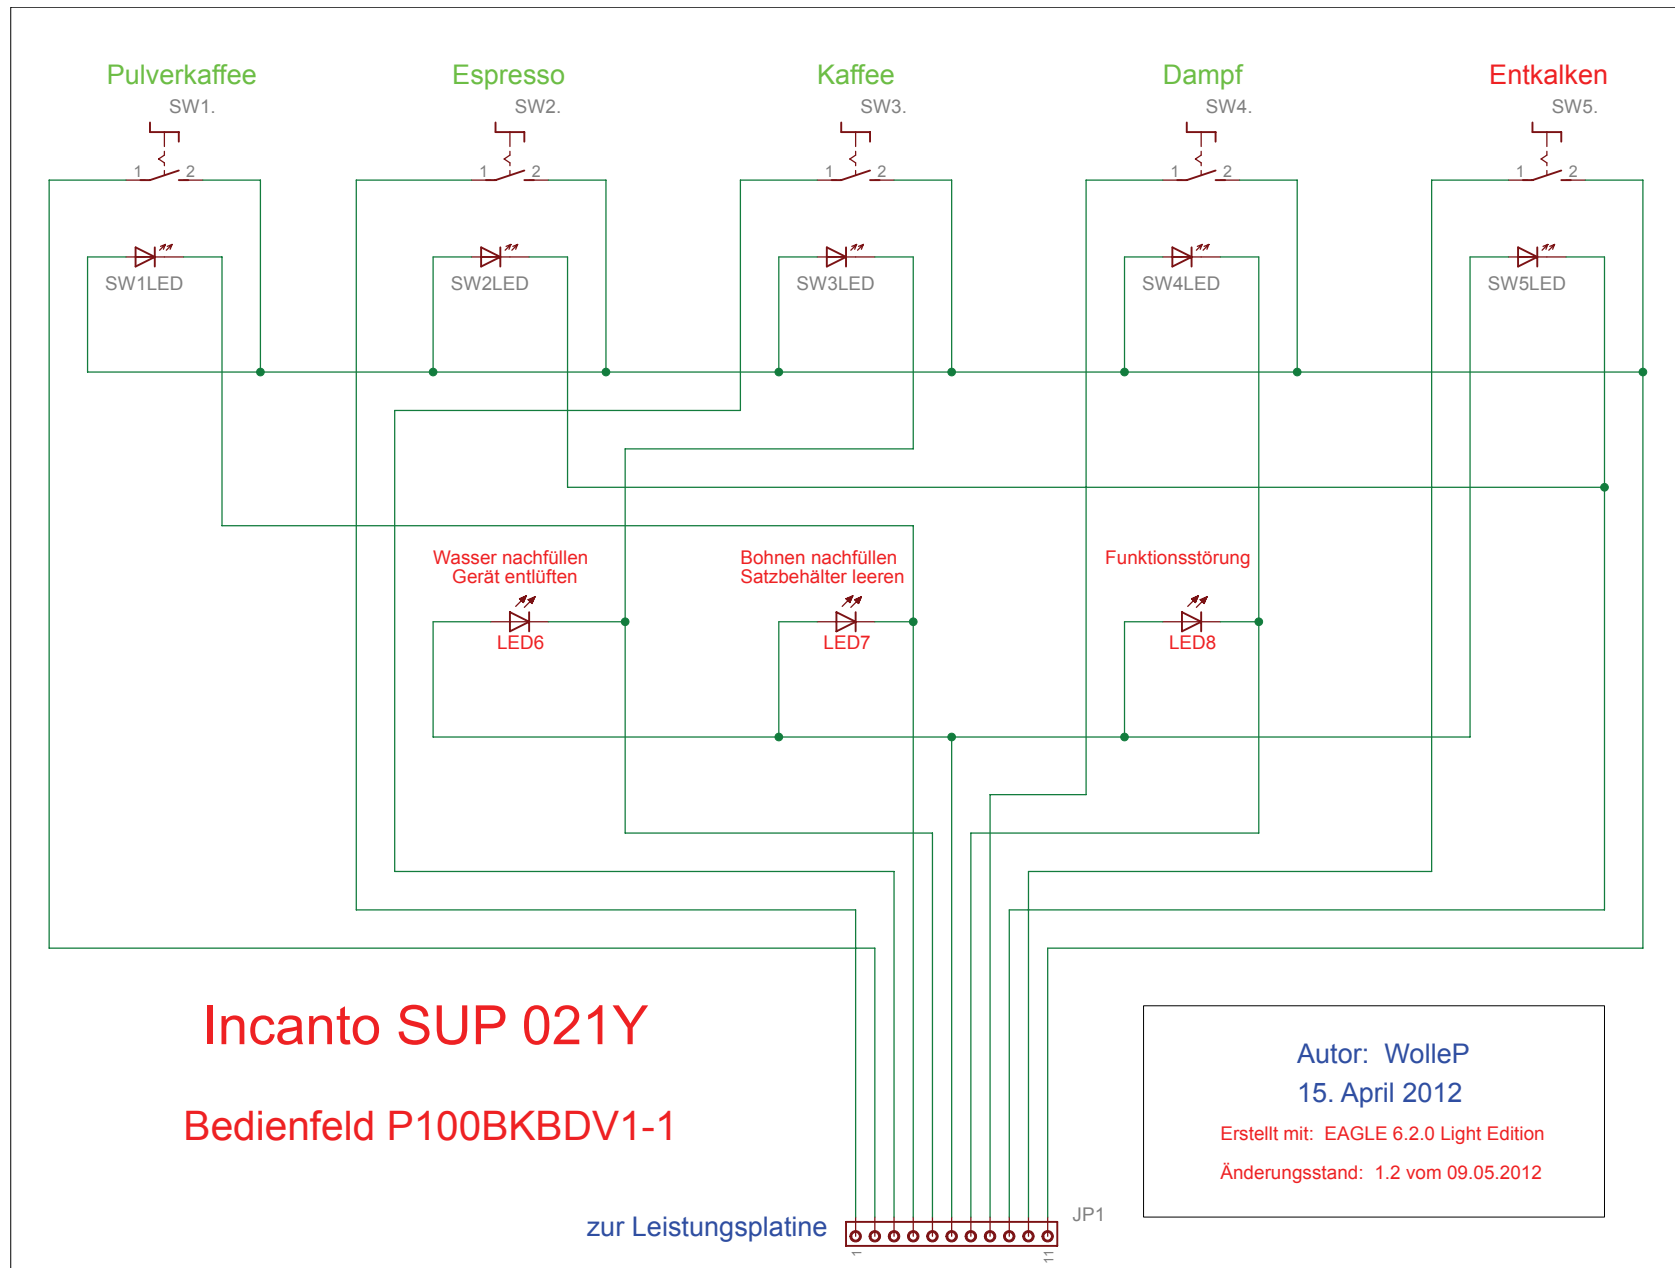 Pulverkaffee
Espresso
Kaffee
Dampf
Entkalken
SW1.
SW2.
SW3.
SW4.
SW5.
1 2
1 2
1 2
1 2
1 2
SW1LED
SW2LED
SW3LED
SW4LED
SW5LED
Wasser nachfüllen
Gerät entlüften
Bohnen nachfüllen
Satzbehälter leeren
Funktionsstörung
LED6
LED7
LED8
Incanto SUP 021Y
Bedienfeld P100BKBDV1-1
Autor: WolleP
15. April 2012
Erstellt mit: EAGLE 6.2.0 Light Edition
Änderungsstand: 1.2 vom 09.05.2012
zur Leistungsplatine
JP1
1
11